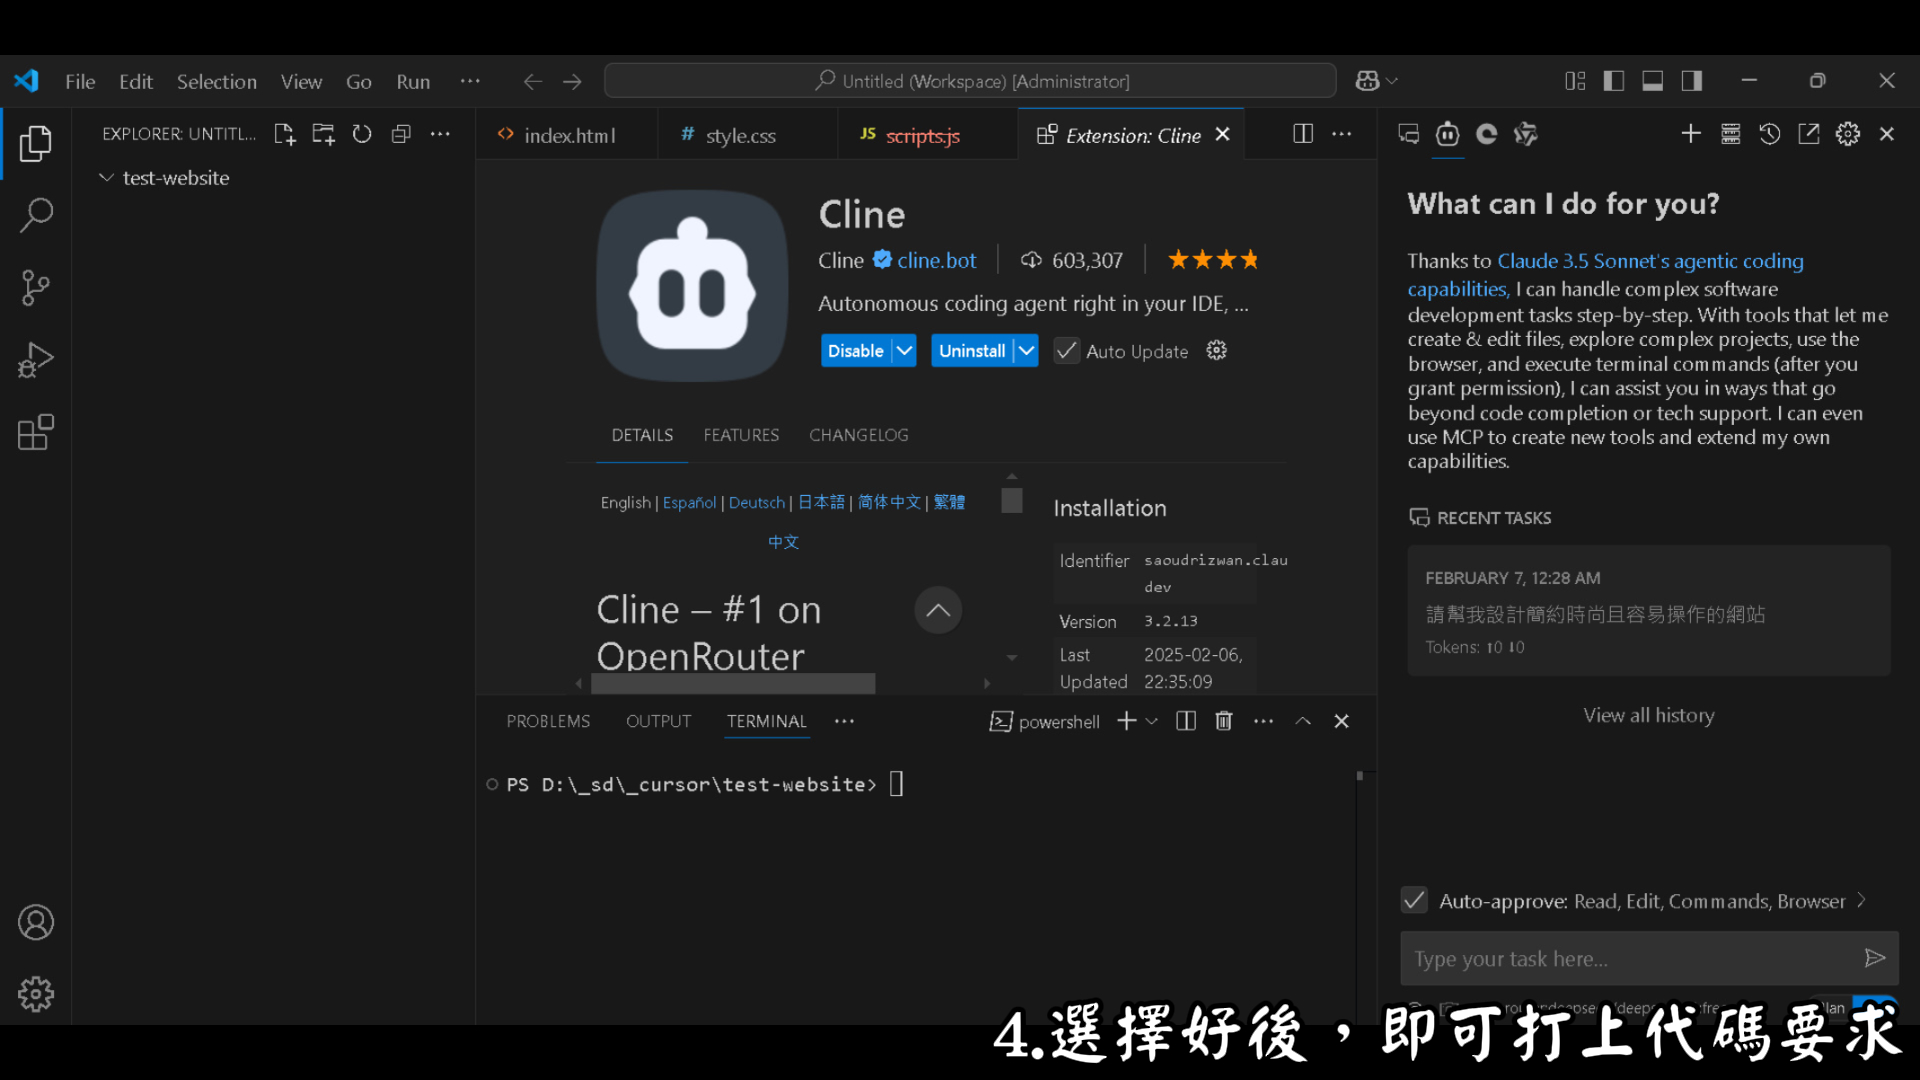 File Edit Selection View Go Run ···
Untitled (Workspace) [Administrator]
EXPLORER: UNTITL...
test-website
index.html
# style.css
JS scripts.js
Extension: Cline
Cline
Cline cline.bot 603,307
Autonomous coding agent right in your IDE, ...
Disable Uninstall Auto Update
DETAILS FEATURES CHANGELOG
English | Español | Deutsch | 日本語 | 简体中文 | 繁體
中文
Cline – #1 on
OpenRouter
Installation
Identifier saoudrizwan.clau
dev
Version 3.2.13
Last 2025-02-06,
Updated 22:35:09
PROBLEMS OUTPUT TERMINAL ···
powershell
PS D:\_sd\_cursor\test-website>
What can I do for you?
Thanks to Claude 3.5 Sonnet's agentic coding
capabilities, I can handle complex software
development tasks step-by-step. With tools that let me
create & edit files, explore complex projects, use the
browser, and execute terminal commands (after you
grant permission), I can assist you in ways that go
beyond code completion or tech support. I can even
use MCP to create new tools and extend my own
capabilities.
RECENT TASKS
FEBRUARY 7, 12:28 AM
請幫我設計簡約時尚且容易操作的網站
Tokens: ↑0 ↓0
View all history
Auto-approve: Read, Edit, Commands, Browser
Type your task here...
4.選擇好後，即可打上代碼要求